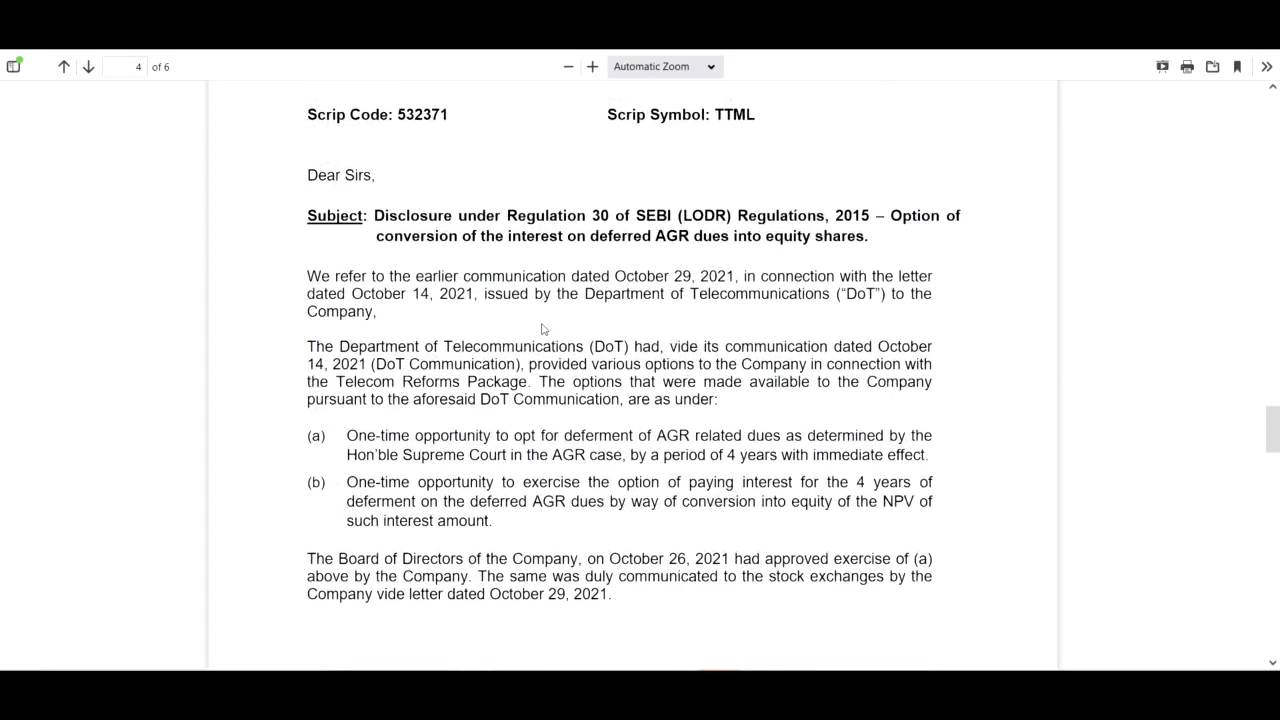 4 of 6
Automatic Zoom
Scrip Code: 532371 Scrip Symbol: TTML
Dear Sirs,
Subject: Disclosure under Regulation 30 of SEBI (LODR) Regulations, 2015 – Option of
conversion of the interest on deferred AGR dues into equity shares.
We refer to the earlier communication dated October 29, 2021, in connection with the letter
dated October 14, 2021, issued by the Department of Telecommunications (“DoT”) to the
Company,
The Department of Telecommunications (DoT) had, vide its communication dated October
14, 2021 (DoT Communication), provided various options to the Company in connection with
the Telecom Reforms Package. The options that were made available to the Company
pursuant to the aforesaid DoT Communication, are as under:
(a) One-time opportunity to opt for deferment of AGR related dues as determined by the
Hon’ble Supreme Court in the AGR case, by a period of 4 years with immediate effect.
(b) One-time opportunity to exercise the option of paying interest for the 4 years of
deferment on the deferred AGR dues by way of conversion into equity of the NPV of
such interest amount.
The Board of Directors of the Company, on October 26, 2021 had approved exercise of (a)
above by the Company. The same was duly communicated to the stock exchanges by the
Company vide letter dated October 29, 2021.